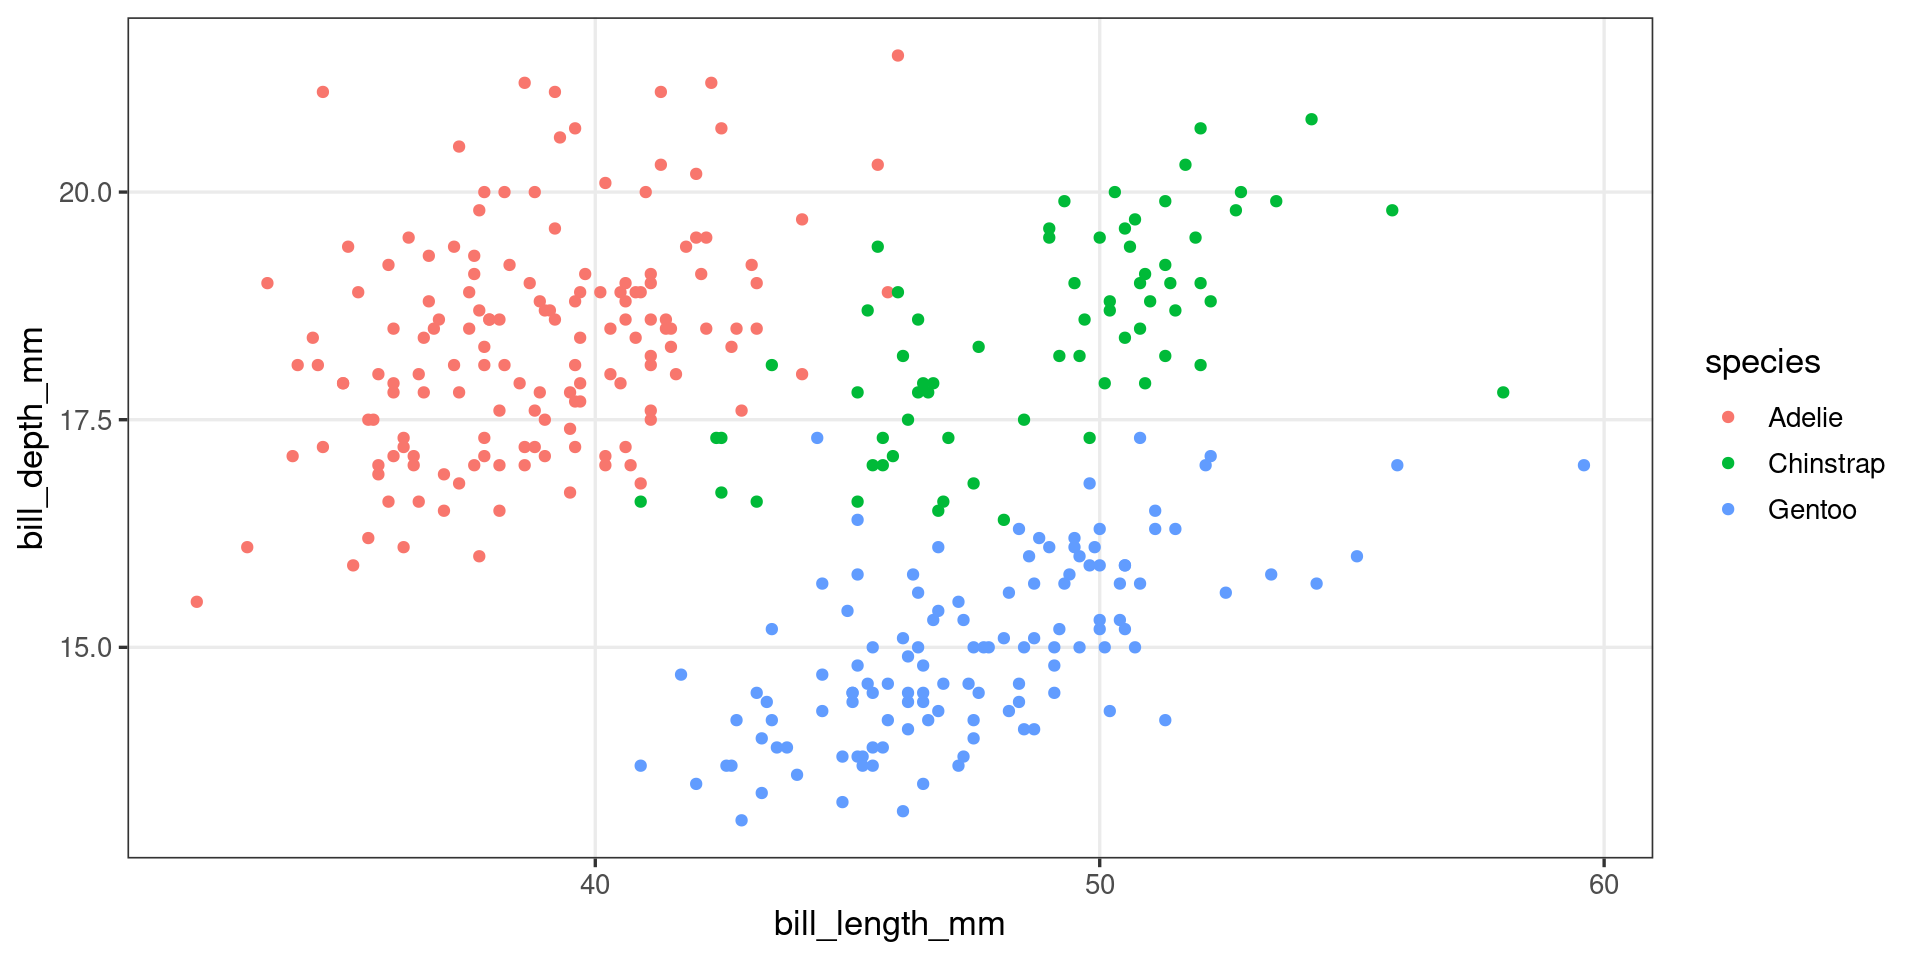 20.0
17.5
15.0
bill_depth_mm
40 50 60
bill_length_mm
species
Adelie
Chinstrap
Gentoo